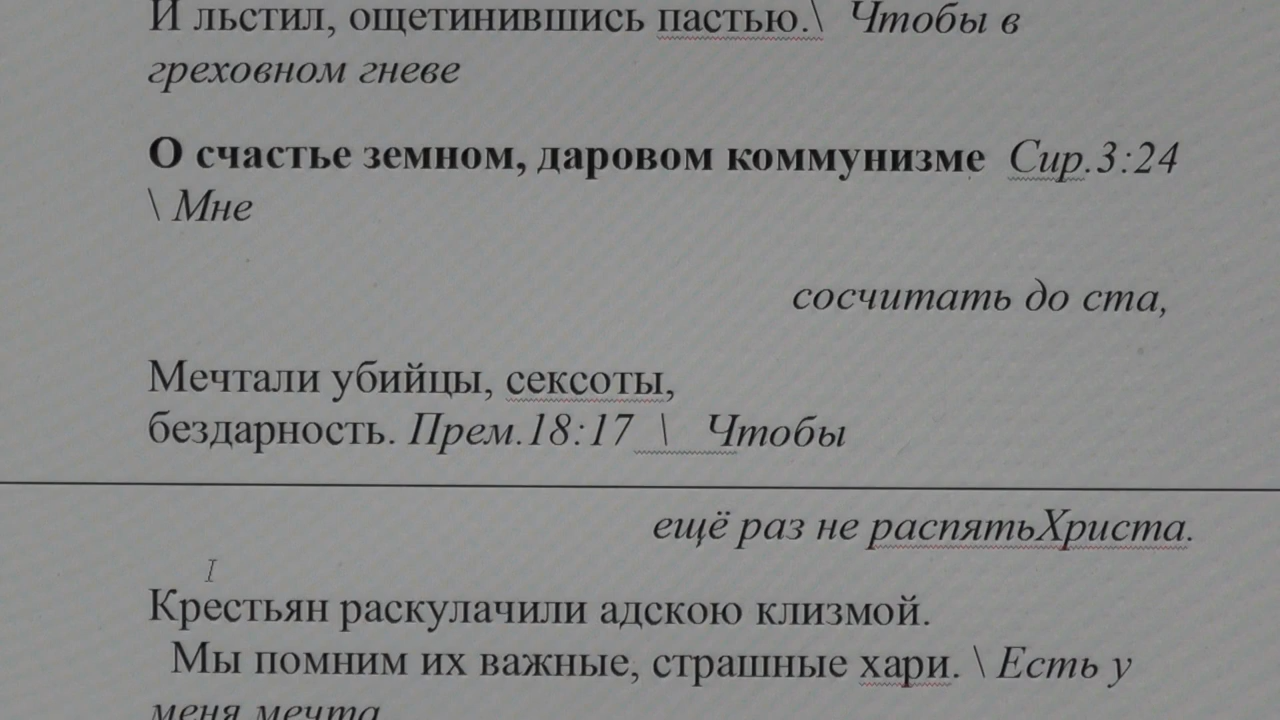 И льстил, ощетинившись пастью.\ Чтобы в
греховном гневе
О счастье земном, даровом коммунизме Сир.3:24
\ Мне
сосчитать до ста,
Мечтали убийцы, сексоты,
бездарность. Прем.18:17 \ Чтобы
ещё раз не распятьХриста.
Крестьян раскулачили адскою клизмой.
Мы помним их важные, страшные хари. \ Есть у
меня мечта